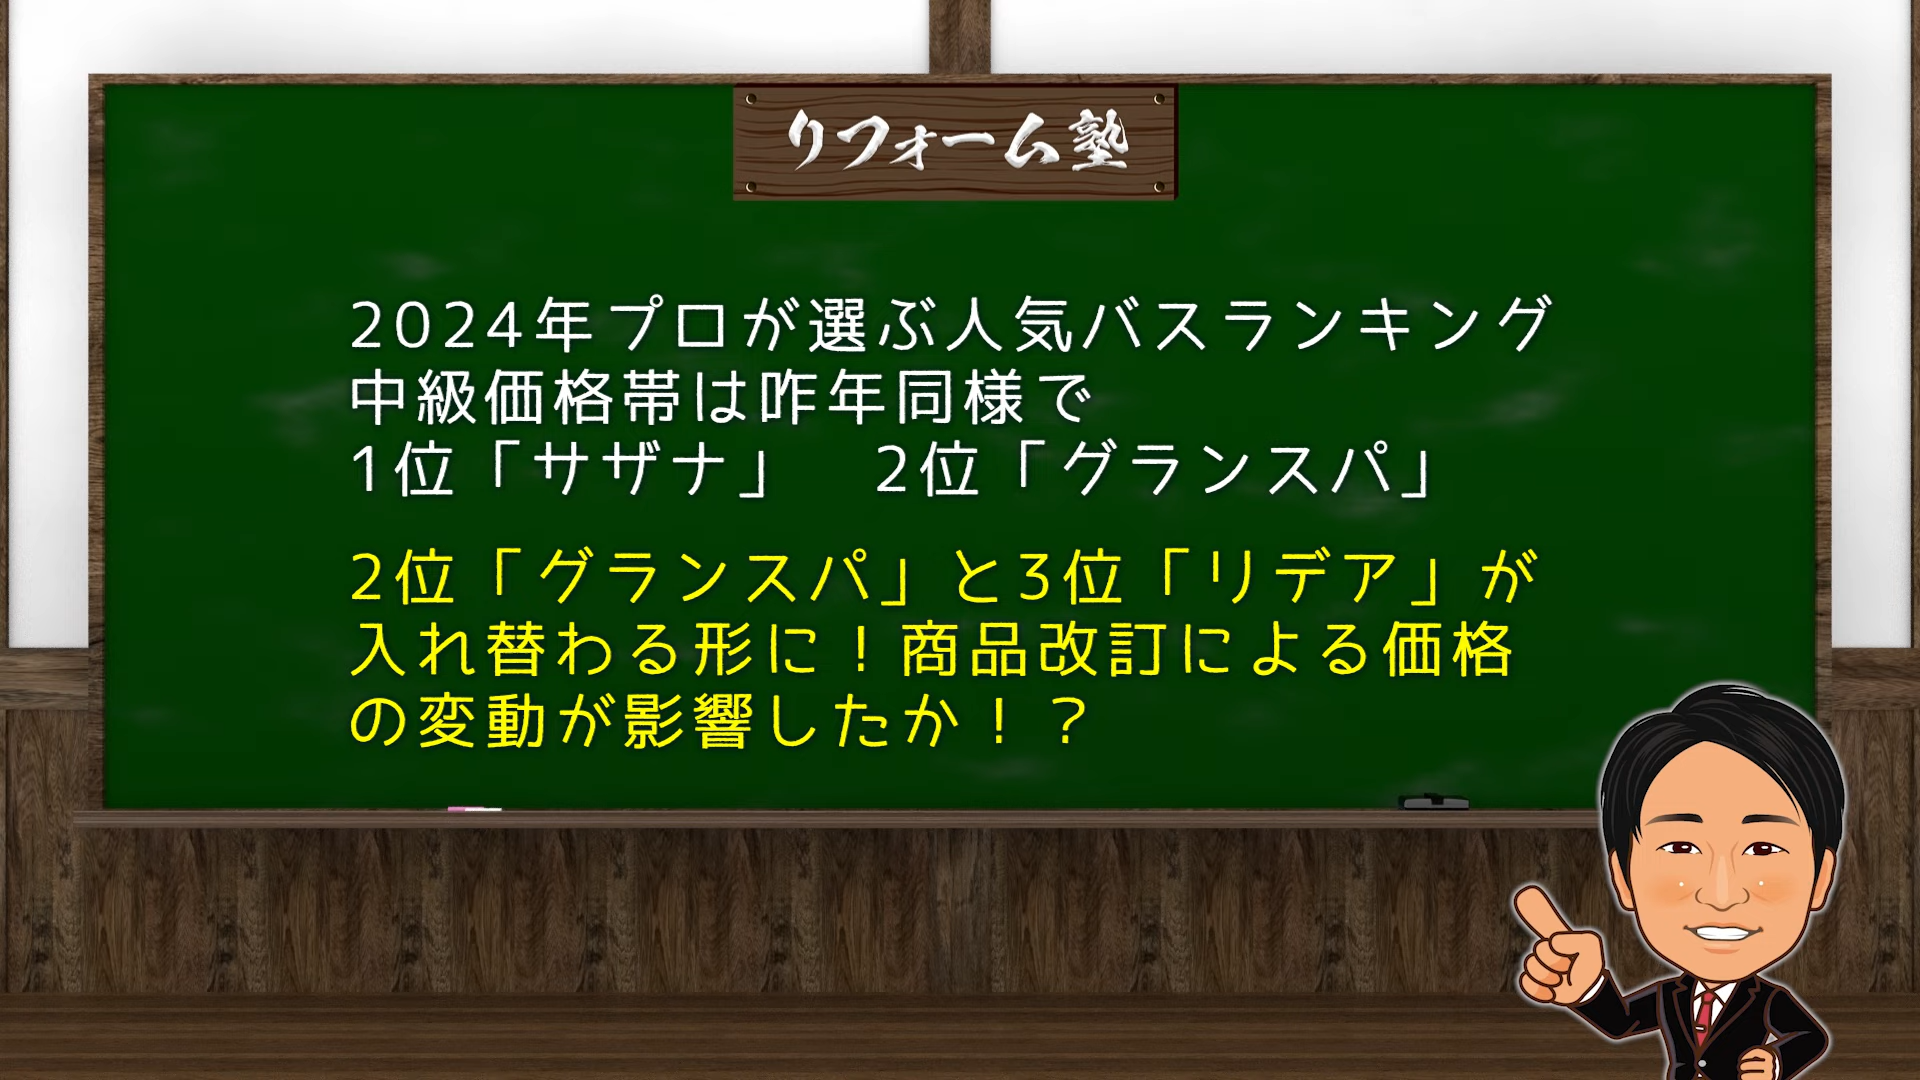 リフォーム塾
2024年プロが選ぶ人気バスランキング
中級価格帯は昨年同様で
1位「サザナ」　2位「グランスパ」
2位「グランスパ」と3位「リデア」が
入れ替わる形に！商品改訂による価格
の変動が影響したか！？